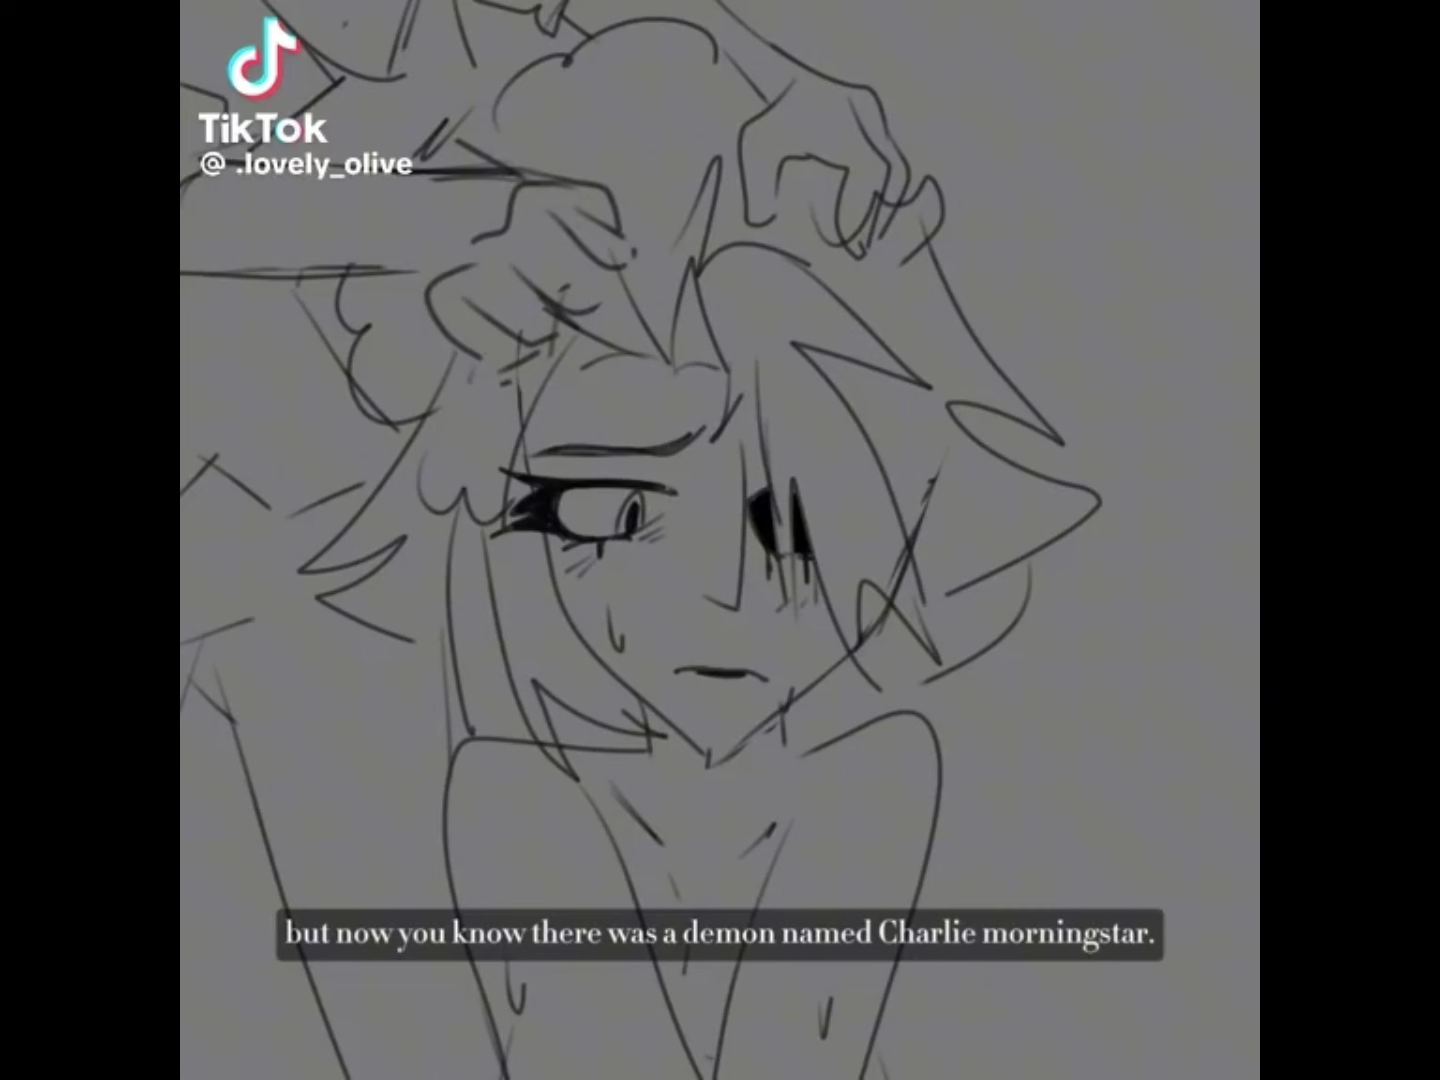 TikTok
@ .lovely_olive
but now you know there was a demon named Charlie morningstar.